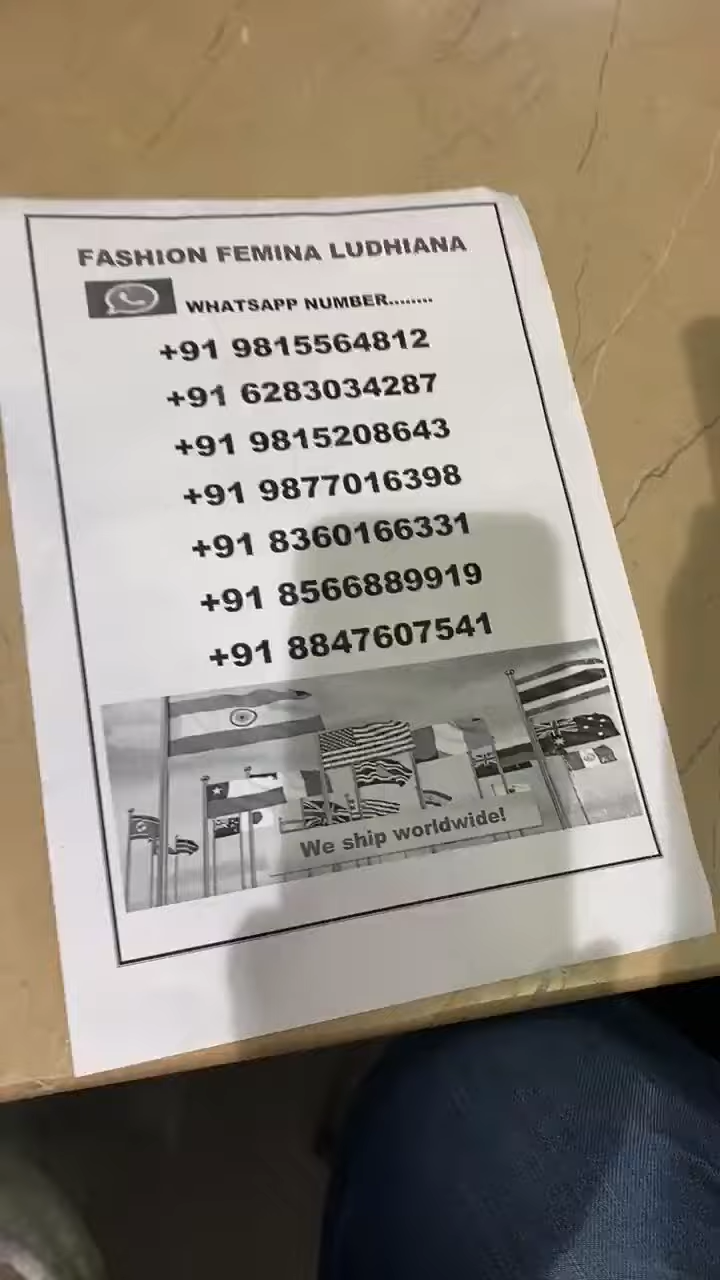 FASHION FEMINA LUDHIANA
WHATSAPP NUMBER........
+91 9815564812
+91 6283034287
+91 9815208643
+91 9877016398
+91 8360166331
+91 8566889919
+91 8847607541
We ship worldwide!